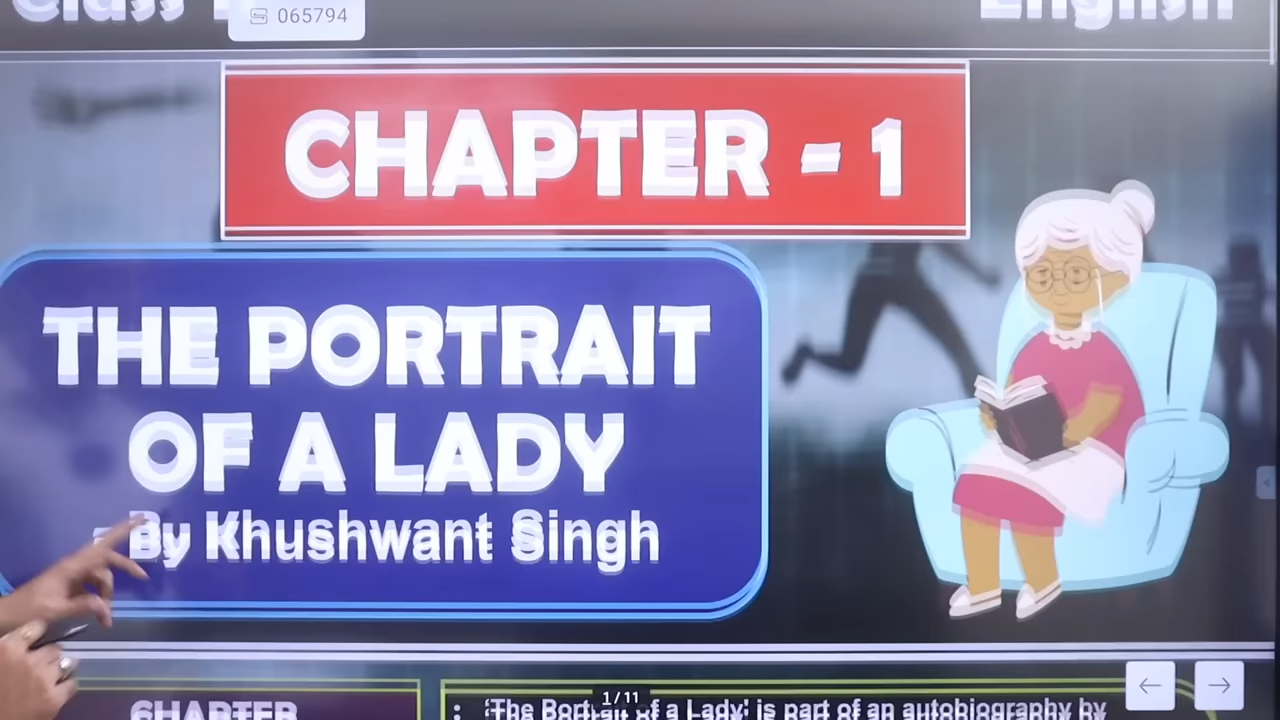 Class
065794
English
CHAPTER - 1
THE PORTRAIT
OF A LADY
- By Khushwant Singh
1/11
CHAPTER
: 'The Portrait of a Lady' is part of an autobiography by